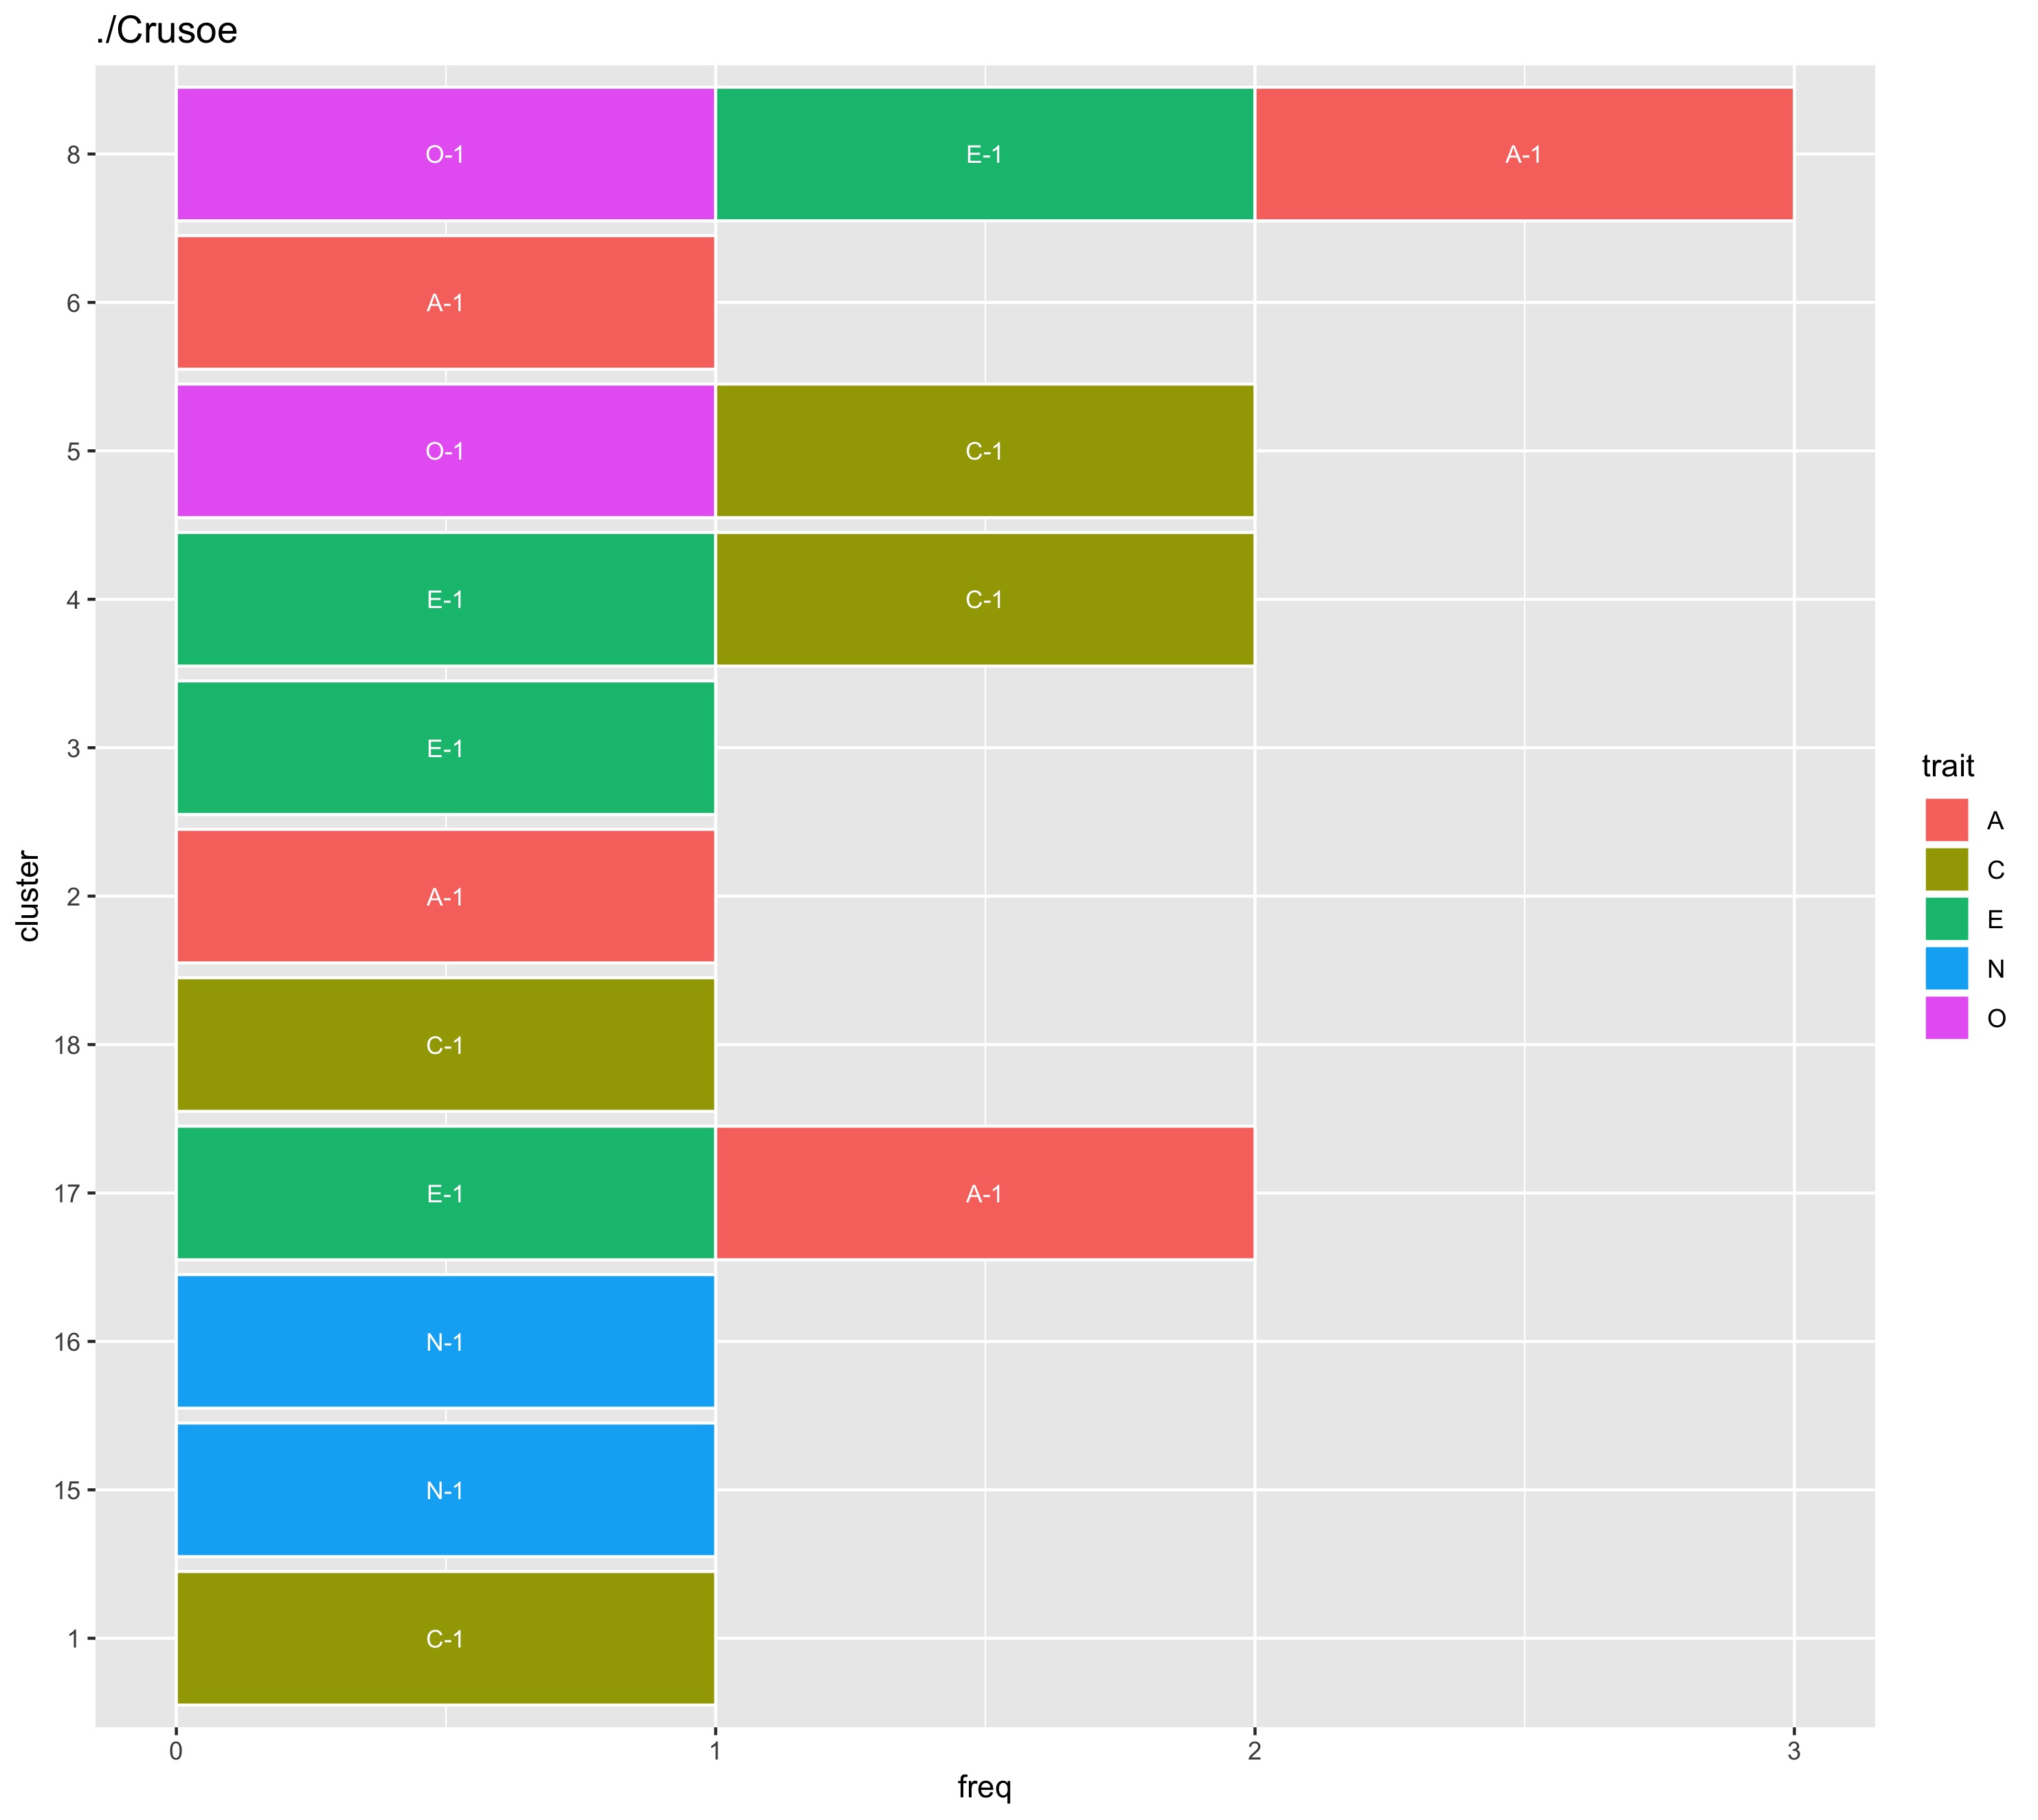 ./Crusoe
8
O-1 E-1 A-1
6
A-1
5
O-1 C-1
4
E-1 C-1
3
E-1
2
A-1
18
C-1
17
E-1 A-1
16
N-1
15
N-1
1
C-1
cluster
0 1 2 3
freq
trait
A
C
E
N
O